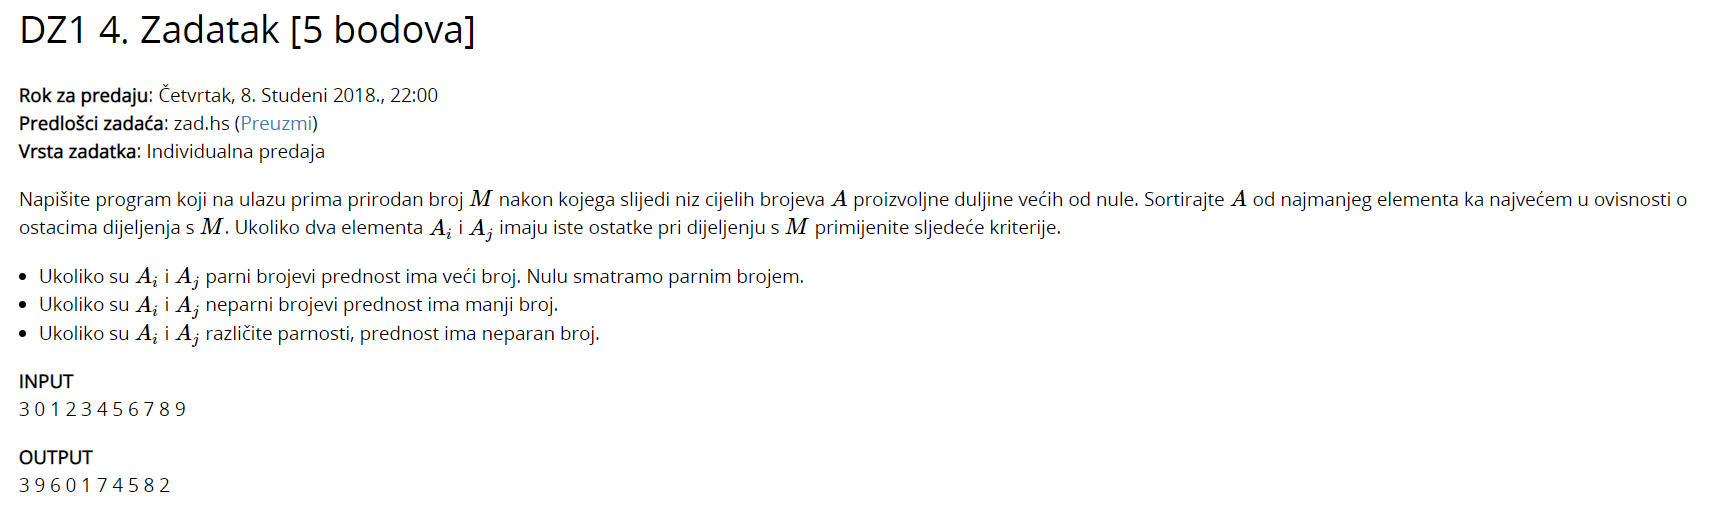 DZ1 4. Zadatak [5 bodova]
Rok za predaju: Četvrtak, 8. Studeni 2018., 22:00
Predlošci zadaća: zad.hs (Preuzmi)
Vrsta zadatka: Individualna predaja
Napišite program koji na ulazu prima prirodan broj M nakon kojega slijedi niz cijelih brojeva A proizvoljne duljine većih od nule. Sortirajte A od najmanjeg elementa ka najvećem u ovisnosti o
ostacima dijeljenja s M. Ukoliko dva elementa A_i i A_j imaju iste ostatke pri dijeljenju s M primijenite sljedeće kriterije.
• Ukoliko su A_i i A_j parni brojevi prednost ima veći broj. Nulu smatramo parnim brojem.
• Ukoliko su A_i i A_j neparni brojevi prednost ima manji broj.
• Ukoliko su A_i i A_j različite parnosti, prednost ima neparan broj.
INPUT
3 0 1 2 3 4 5 6 7 8 9
OUTPUT
3 9 6 0 1 7 4 5 8 2